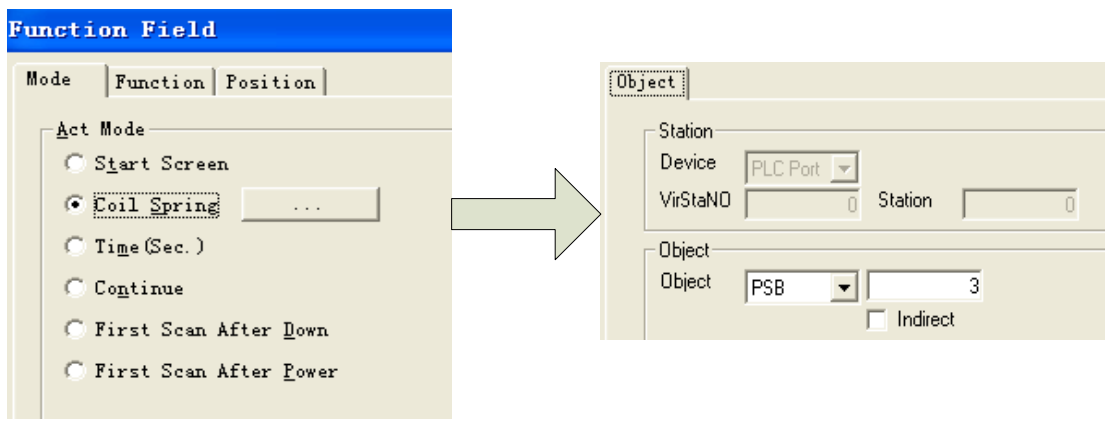 Function Field
Mode Function Position
Act Mode
Start Screen
Coil Spring ...
Time(Sec.)
Continue
First Scan After Down
First Scan After Power
Object
Station
Device PLC Port
VirStaNO 0 Station 0
Object
Object PSB 3
Indirect